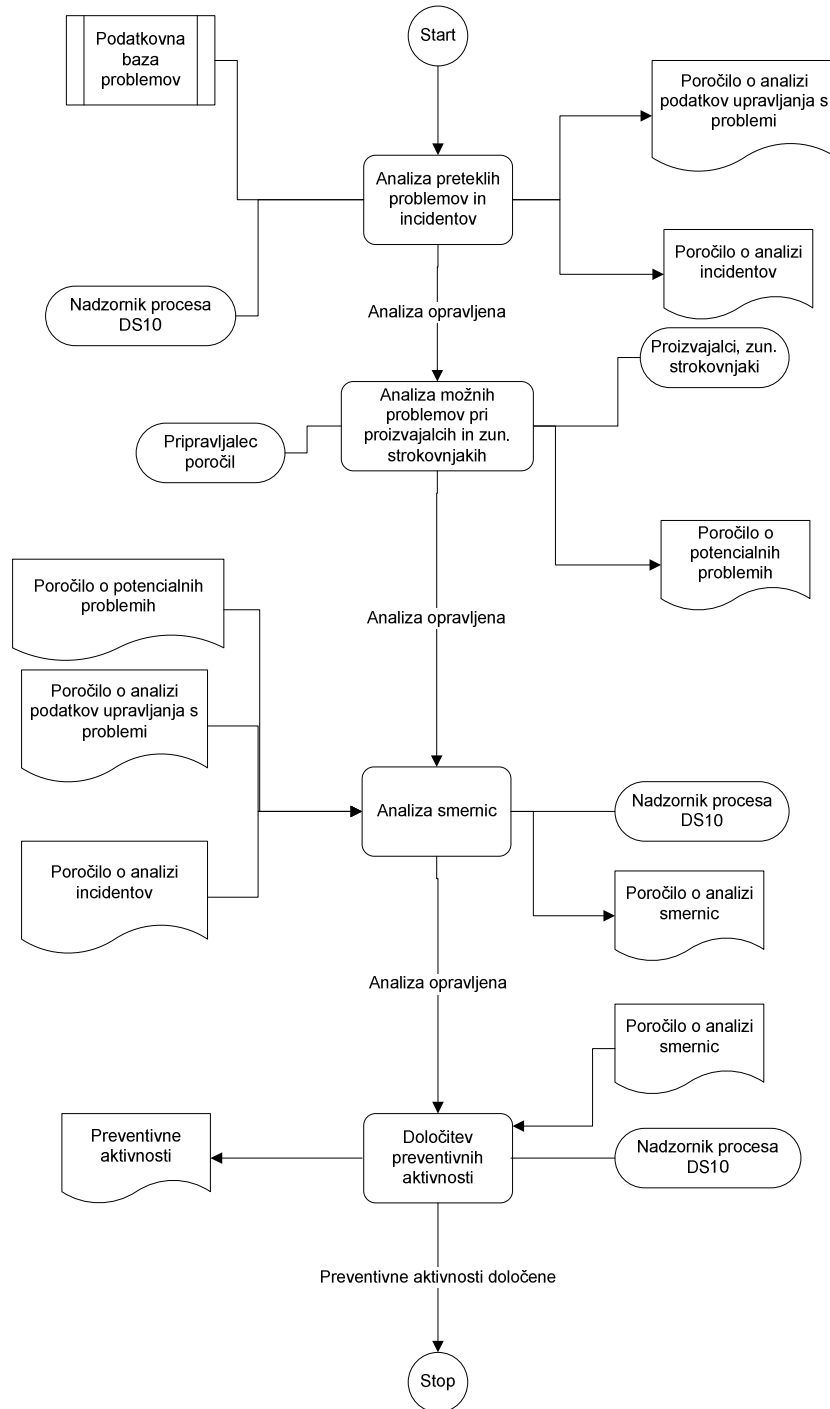 Podatkovna
baza
problemov
Start
Poročilo o analizi
podatkov upravljanja s
problemi
Analiza preteklih
problemov in
incidentov
Poročilo o analizi
incidentov
Nadzornik procesa
DS10
Analiza opravljena
Proizvajalci, zun.
strokovnjaki
Analiza možnih
problemov pri
proizvajalcih in zun.
strokovnjakih
Pripravljalec
poročil
Poročilo o
potencialnih
problemih
Poročilo o potencialnih
problemih
Analiza opravljena
Poročilo o analizi
podatkov upravljanja s
problemi
Analiza smernic
Nadzornik procesa
DS10
Poročilo o analizi
incidentov
Poročilo o analizi
smernic
Analiza opravljena
Poročilo o analizi
smernic
Preventivne
aktivnosti
Določitev
preventivnih
aktivnosti
Nadzornik procesa
DS10
Preventivne aktivnosti določene
Stop